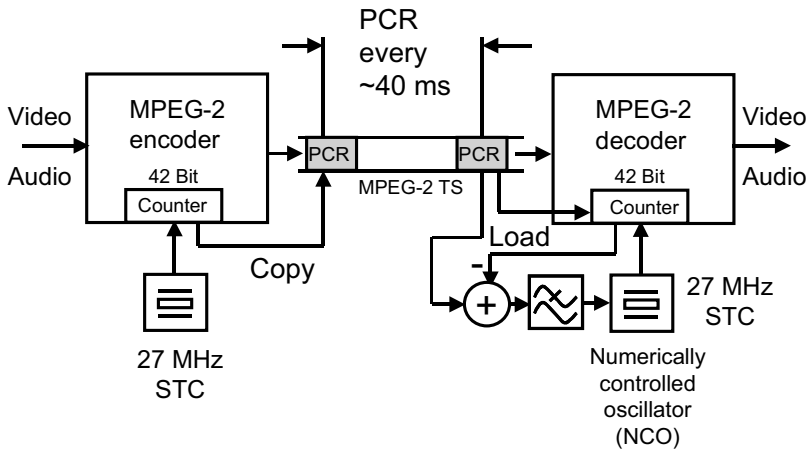 PCR
every
~40 ms
MPEG-2
encoder
MPEG-2
decoder
Video
Audio
Video
Audio
PCR
PCR
MPEG-2 TS
42 Bit
Counter
42 Bit
Counter
Copy
Load
-
+
27 MHz
STC
27 MHz
STC
Numerically
controlled
oscillator
(NCO)